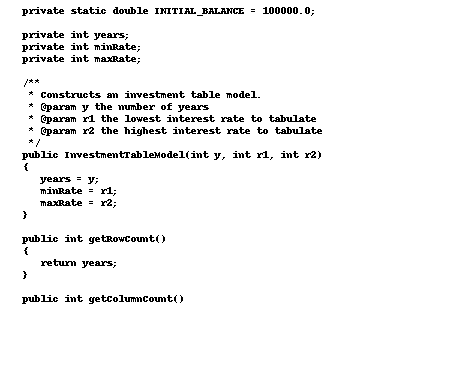 private static double INITIAL_BALANCE = 100000.0;
private int years;
private int minRate;
private int maxRate;
/**
* Constructs an investment table model.
* @param y the number of years
* @param r1 the lowest interest rate to tabulate
* @param r2 the highest interest rate to tabulate
*/
public InvestmentTableModel(int y, int r1, int r2)
{
years = y;
minRate = r1;
maxRate = r2;
}
public int getRowCount()
{
return years;
}
public int getColumnCount()